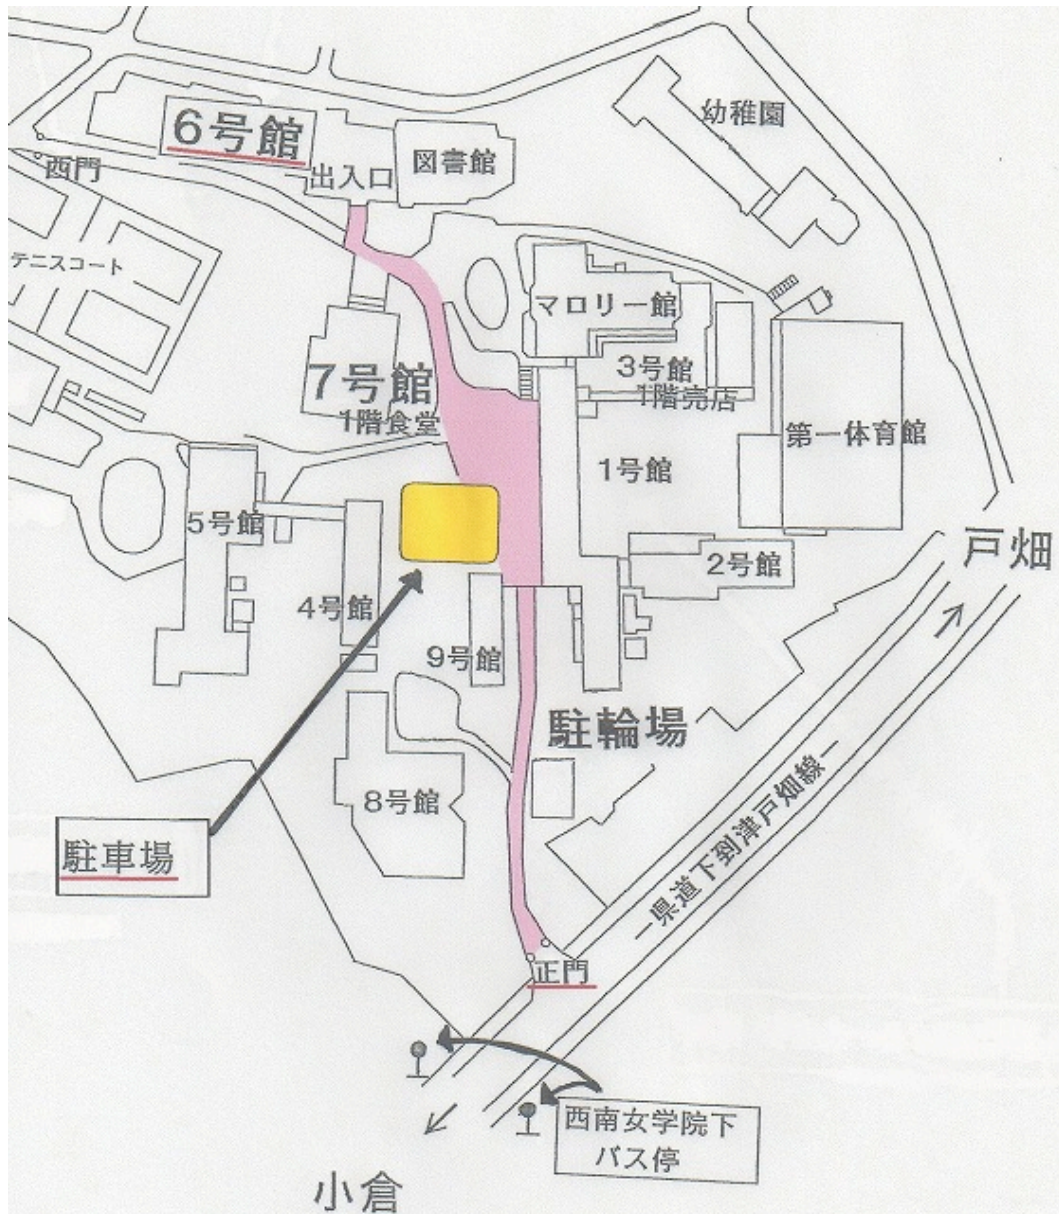 6号館
図書館
幼稚園
出入口
西門
テニスコート
マロリー館
7号館
1階食堂
3号館
1階売店
第一体育館
1号館
5号館
戸畑
2号館
4号館
9号館
駐輪場
8号館
駐車場
ー県道下到津戸畑線ー
正門
西南女学院下
バス停
小倉